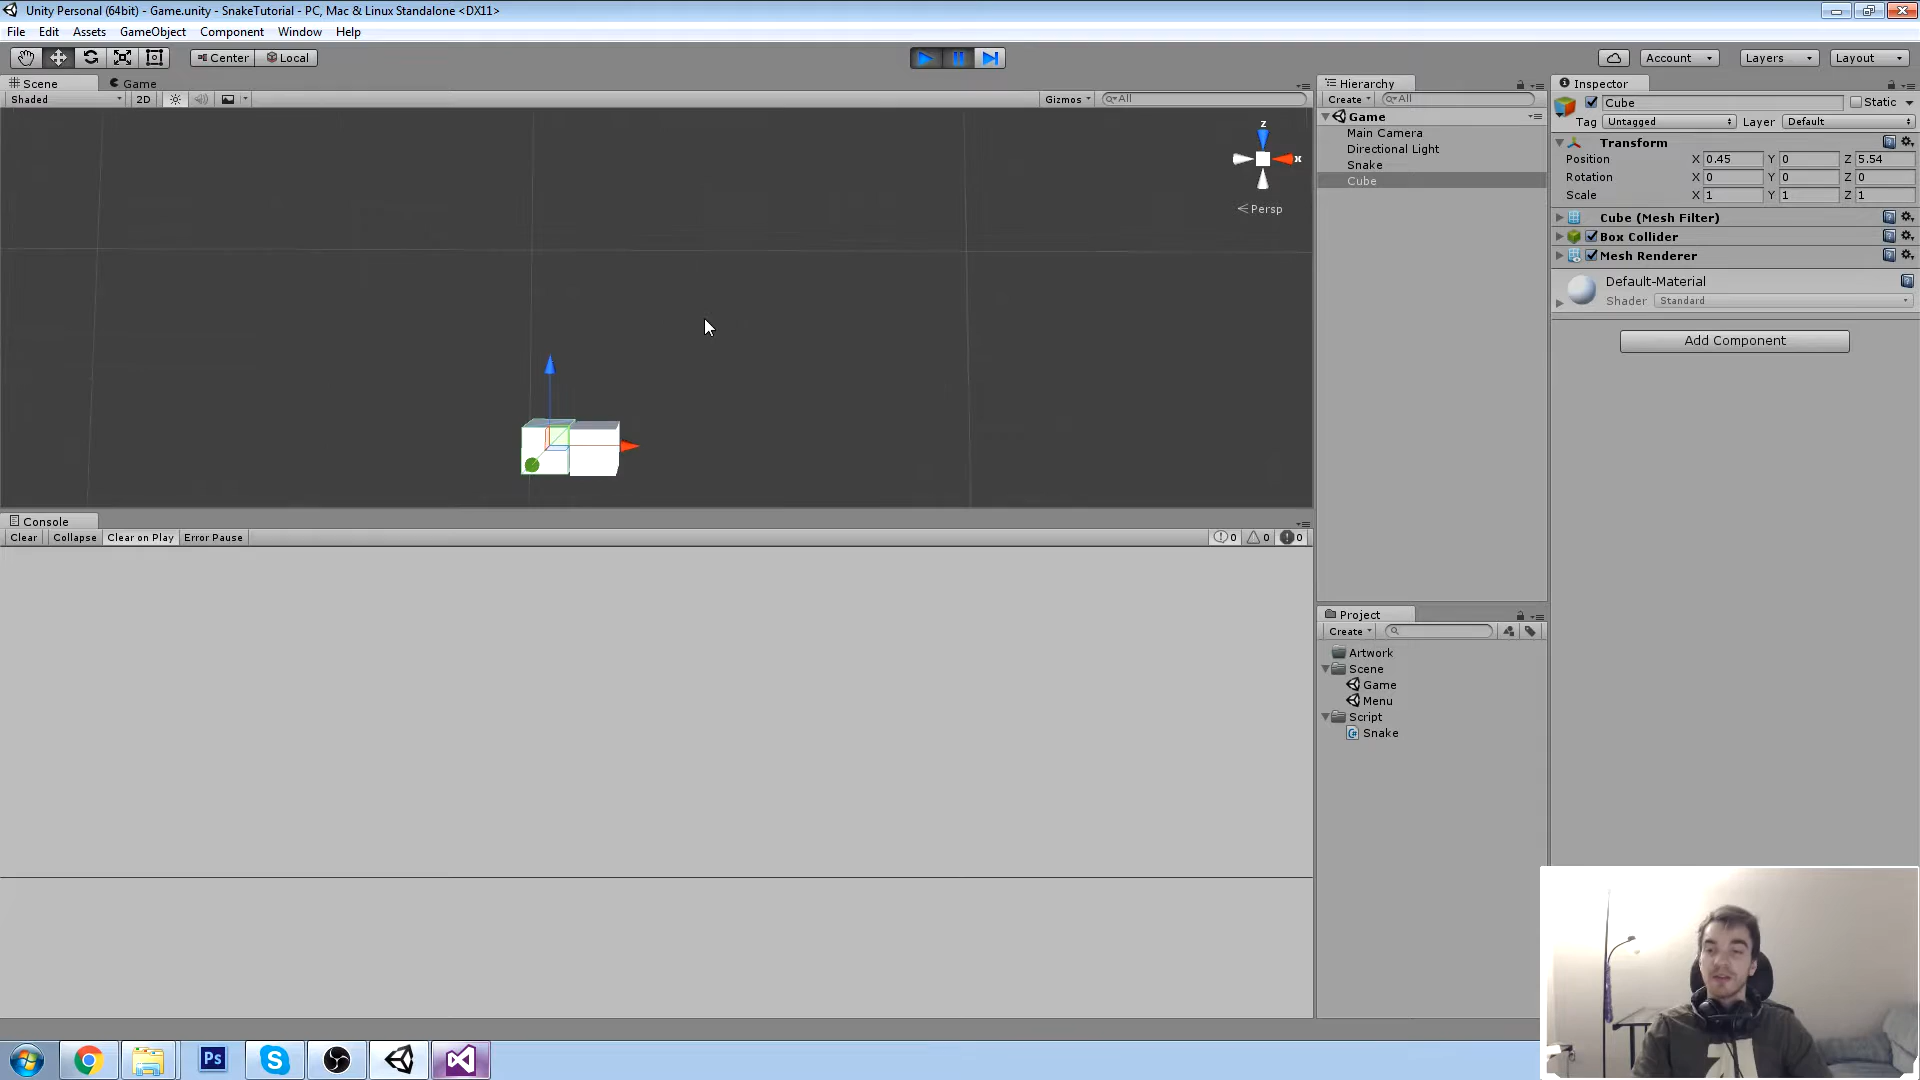 Unity Personal (64bit) - Game.unity - SnakeTutorial - PC, Mac & Linux Standalone <DX11>
File Edit Assets GameObject Component Window Help
Center Local Account Layers Layout
Scene Game
Shaded 2D Gizmos All
z
x
Persp
Console
Clear Collapse Clear on Play Error Pause 0 0 0
Hierarchy
Create All
Game
Main Camera
Directional Light
Snake
Cube
Project
Create
Artwork
Scene
Game
Menu
Script
Snake
Inspector
Cube Static
Tag Untagged Layer Default
Transform
Position X 0.45 Y 0 Z 5.54
Rotation X 0 Y 0 Z 0
Scale X 1 Y 1 Z 1
Cube (Mesh Filter)
Box Collider
Mesh Renderer
Default-Material
Shader Standard
Add Component
Ps